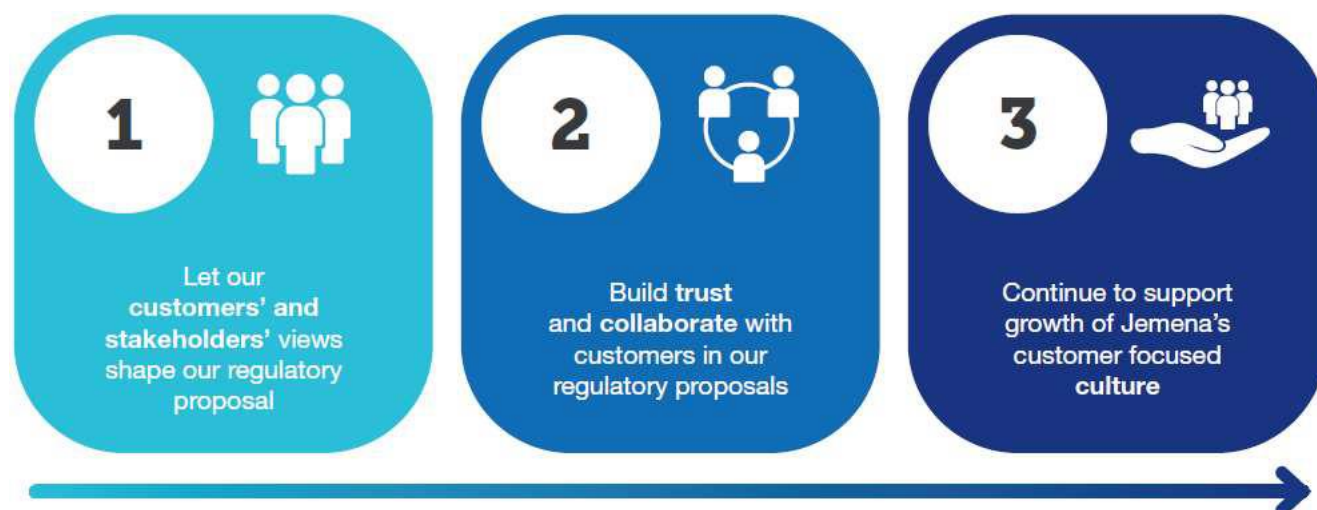 1
Let our
customers’ and
stakeholders’ views
shape our regulatory
proposal
2
Build trust
and collaborate with
customers in our
regulatory proposals
3
Continue to support
growth of Jemena’s
customer focused
culture